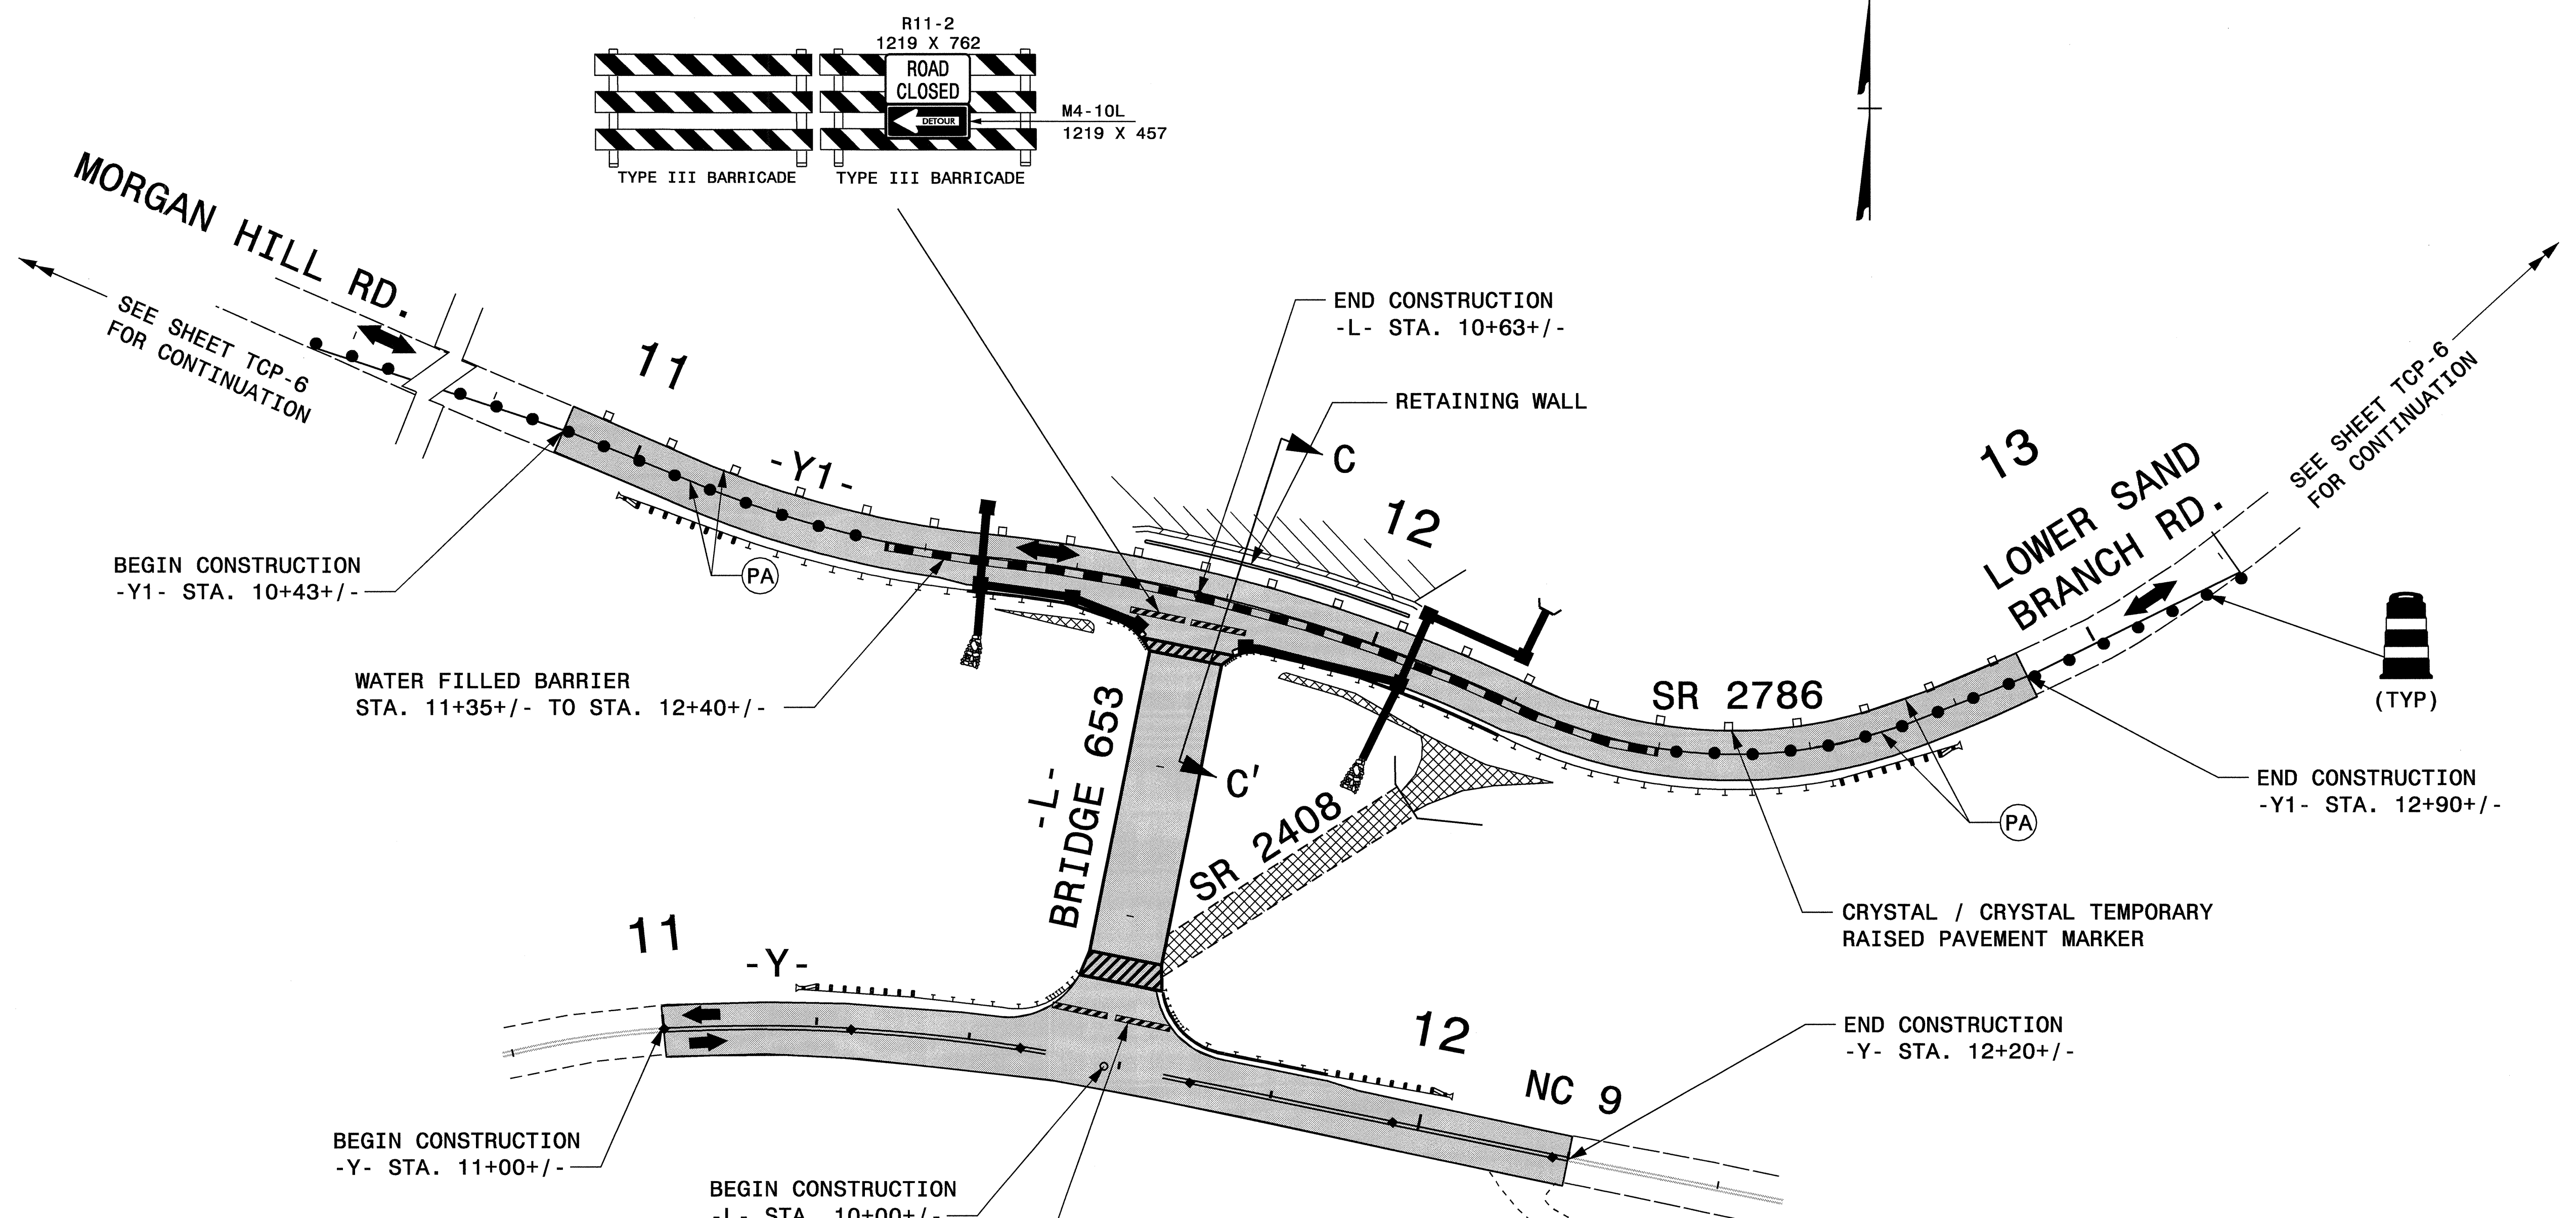 R11-2
1219 X 762
ROAD
CLOSED
DETOUR
M4-10L
1219 X 457
TYPE III BARRICADE
TYPE III BARRICADE
MORGAN HILL RD.
SEE SHEET TCP-6
FOR CONTINUATION
11
-Y1-
END CONSTRUCTION
-L- STA. 10+63+/-
RETAINING WALL
C
12
13
LOWER SAND
BRANCH RD.
SEE SHEET TCP-6
FOR CONTINUATION
BEGIN CONSTRUCTION
-Y1- STA. 10+43+/-
PA
WATER FILLED BARRIER
STA. 11+35+/- TO STA. 12+40+/-
SR 2786
(TYP)
-L-
BRIDGE 653
C'
SR 2408
END CONSTRUCTION
-Y1- STA. 12+90+/-
PA
CRYSTAL / CRYSTAL TEMPORARY
RAISED PAVEMENT MARKER
11
-Y-
12
NC 9
END CONSTRUCTION
-Y- STA. 12+20+/-
BEGIN CONSTRUCTION
-Y- STA. 11+00+/-
BEGIN CONSTRUCTION
-L- STA. 10+00+/-